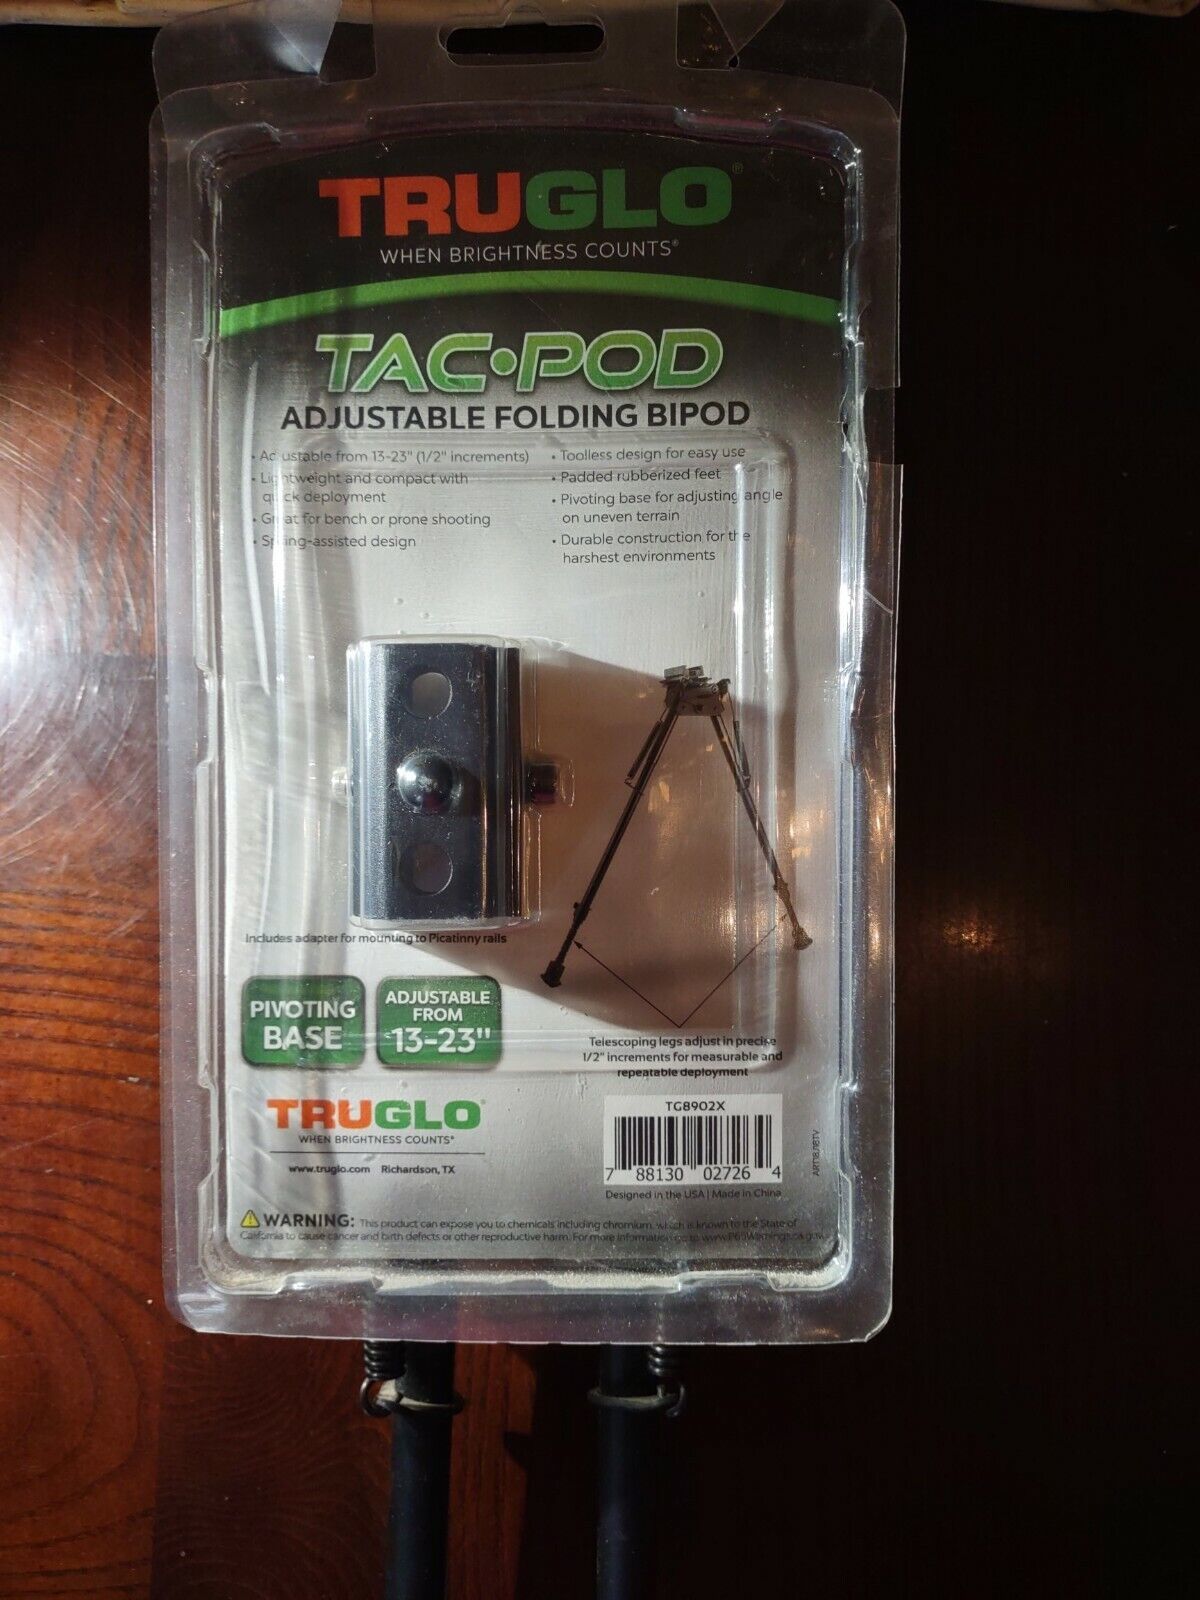 TRUGLO®
WHEN BRIGHTNESS COUNTS®
TAC•POD
ADJUSTABLE FOLDING BIPOD
• Adjustable from 13-23" (1/2" increments)
• Lightweight and compact with
quick deployment
• Great for bench or prone shooting
• Spring-assisted design
• Toolless design for easy use
• Padded rubberized feet
• Pivoting base for adjusting angle
on uneven terrain
• Durable construction for the
harshest environments
Includes adapter for mounting to Picatinny rails
PIVOTING
BASE
ADJUSTABLE
FROM
13-23"
Telescoping legs adjust in precise
1/2" increments for measurable and
repeatable deployment
TRUGLO®
WHEN BRIGHTNESS COUNTS®
www.truglo.com Richardson, TX
TG8902X
7 88130 02726 4
Designed in the USA | Made in China
ART18./18TV
WARNING: This product can expose you to chemicals including chromium, which is known to the State of
California to cause cancer and birth defects or other reproductive harm. For more information go to www.P65Warnings.ca.gov